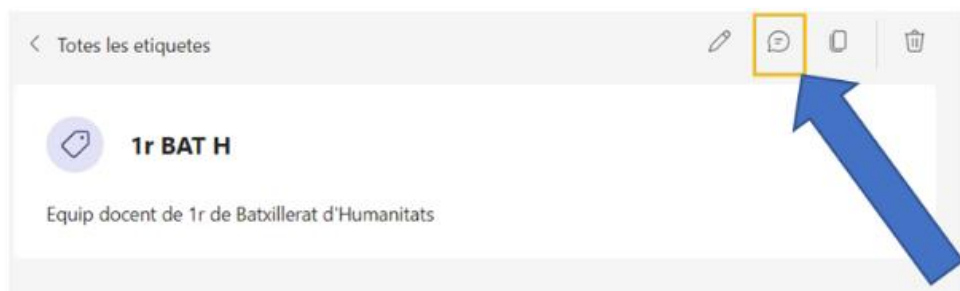 Totes les etiquetes
1r BAT H
Equip docent de 1r de Batxillerat d'Humanitats